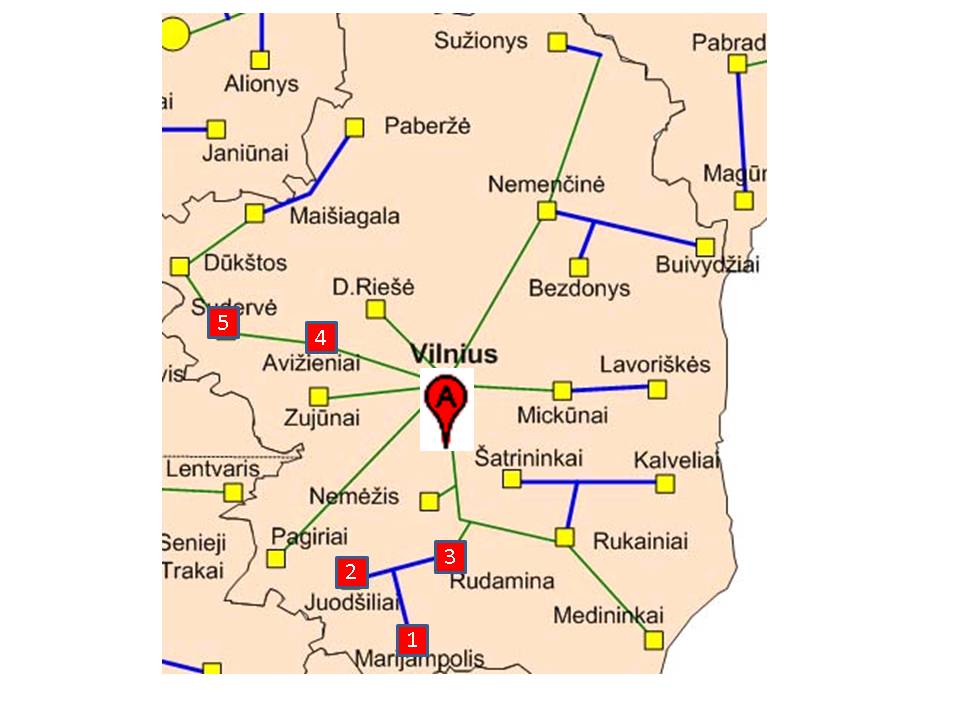 Sužionys
Pabrad
Alionys
ai
Paberžė
Janiūnai
Magūr
Nemenčinė
Maišiagala
Dūkštos
Buivydžiai
D.Riešė
Bezdonys
Sudervė
5
4
Vilnius
Avižieniai
Lavoriškės
vis
A
Zujūnai
Mickūnai
Šatrininkai
Kalveliai
Lentvaris
Nemėžis
Pagiriai
Senieji
Trakai
Rukainiai
3
2
Rudamina
Juodšiliai
Medininkai
1
Marijampolis